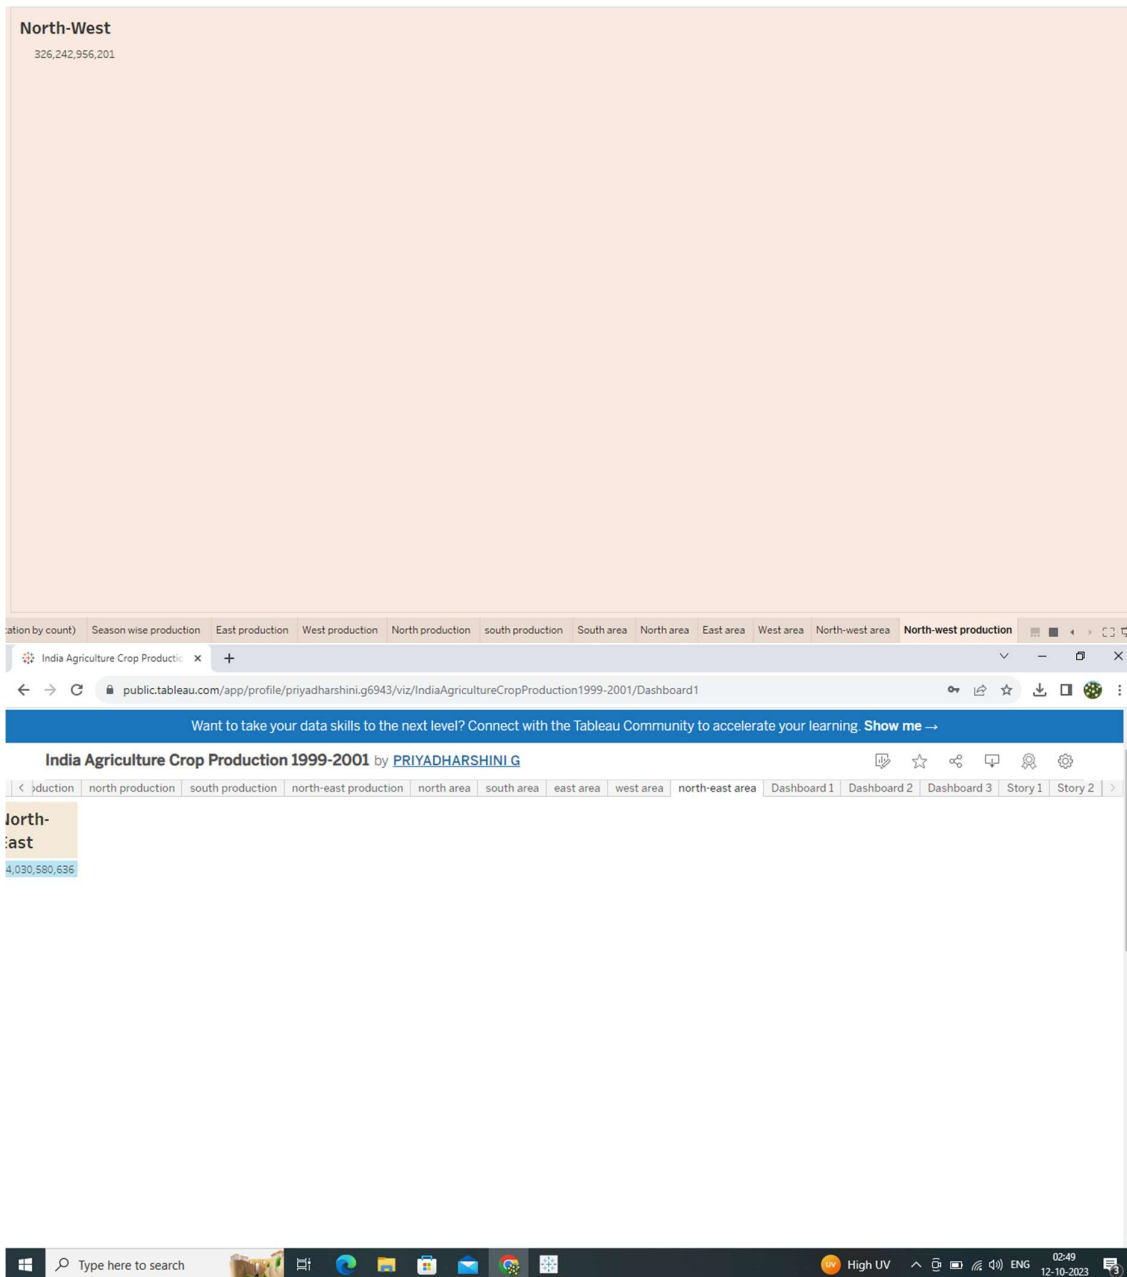 North-West
326,242,956,201
ation by count) Season wise production East production West production North production south production South area North area East area West area North-west area North-west production
India Agriculture Crop Productic
public.tableau.com/app/profile/priyadharshini.g6943/viz/IndiaAgricultureCropProduction1999-2001/Dashboard1
Want to take your data skills to the next level? Connect with the Tableau Community to accelerate your learning. Show me →
India Agriculture Crop Production 1999-2001 by PRIYADHARSHINI G
duction north production south production north-east production north area south area east area west area north-east area Dashboard 1 Dashboard 2 Dashboard 3 Story 1 Story 2
North-
East
4,030,580,636
Type here to search
UV High UV ENG 02:49
12-10-2023 3